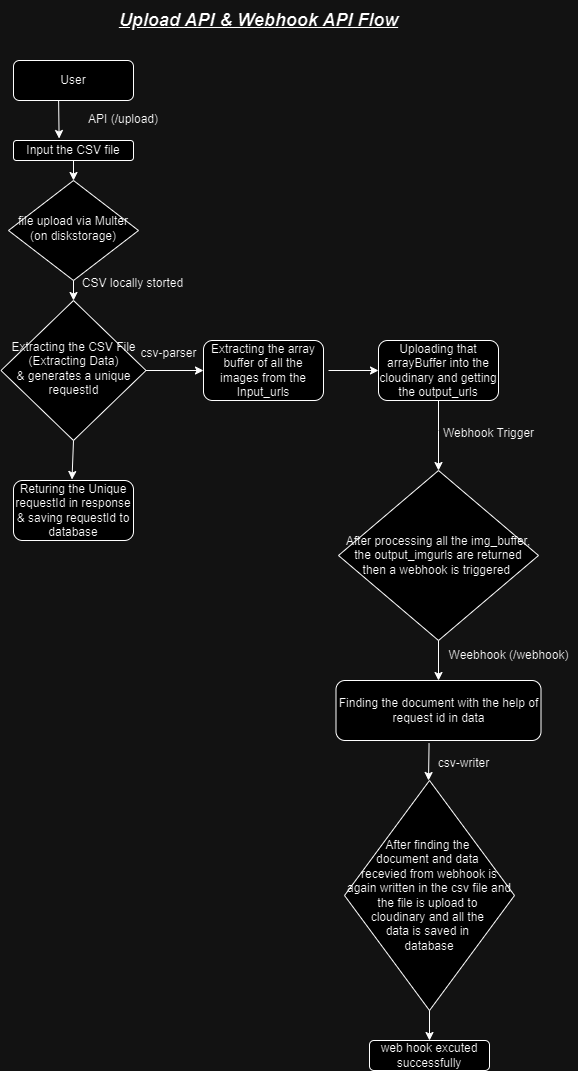 Upload API & Webhook API Flow
User
API (/upload)
Input the CSV file
file upload via Multer
(on diskstorage)
CSV locally storted
Extracting the CSV File
(Extracting Data)
& generates a unique
requestId
csv-parser
Extracting the array
buffer of all the
images from the
Input_urls
Uploading that
arrayBuffer into the
cloudinary and getting
the output_urls
Webhook Trigger
Returing the Unique
requestId in response
& saving requestId to
database
After processing all the img_buffer,
the output_imgurls are returned
then a webhook is triggered
Weebhook (/webhook)
Finding the document with the help of
request id in data
csv-writer
After finding the
document and data
recevied from webhook is
again written in the csv file and
the file is upload to
cloudinary and all the
data is saved in
database
web hook excuted
successfully